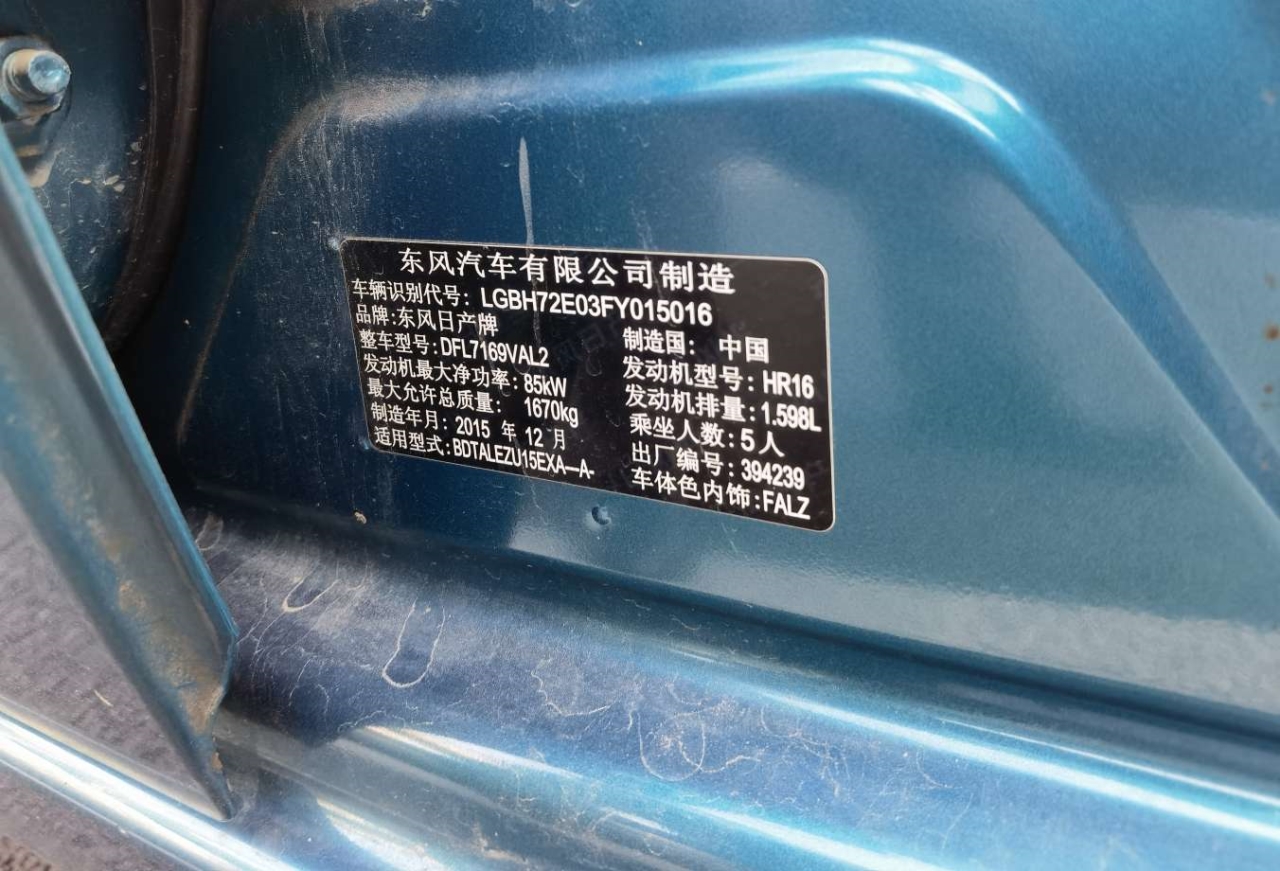 东风汽车有限公司制造
车辆识别代号: LGBH72E03FY015016
品牌:东风日产牌 制造国: 中国
整车型号:DFL7169VAL2 发动机型号:HR16
发动机最大净功率:85kW 发动机排量:1.598L
最大允许总质量: 1670kg 乘坐人数:5人
制造年月: 2015 年 12 月 出厂编号:394239
适用型式:BDTALEZU15EXA—A- 车体色内饰:FALZ